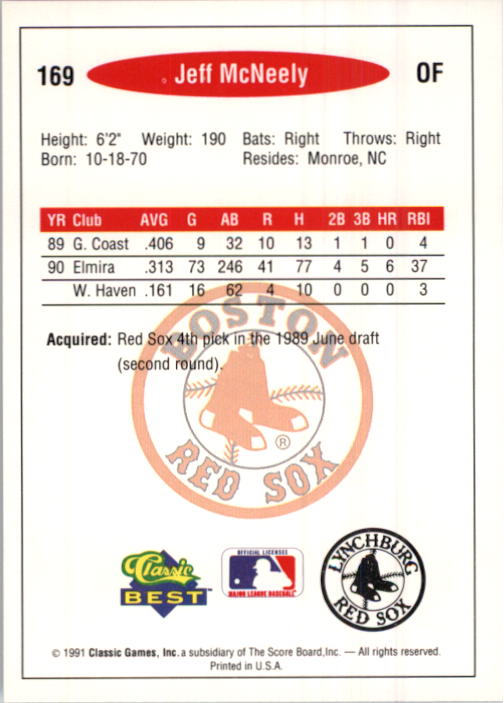 169 Jeff McNeely OF
Height: 6'2" Weight: 190 Bats: Right Throws: Right
Born: 10-18-70 Resides: Monroe, NC
YR Club AVG G AB R H 2B 3B HR RBI
89 G. Coast .406 9 32 10 13 1 1 0 4
90 Elmira .313 73 246 41 77 4 5 6 37
W. Haven .161 16 62 4 10 0 0 0 3
BOSTON
Acquired: Red Sox 4th pick in the 1989 June draft
(second round).
®
RED SOX
Classic
BEST™
OFFICIAL LICENSEE
MAJOR LEAGUE BASEBALL
LYNCHBURG
RED SOX
© 1991 Classic Games, Inc. a subsidiary of The Score Board, Inc. — All rights reserved.
Printed in U.S.A.